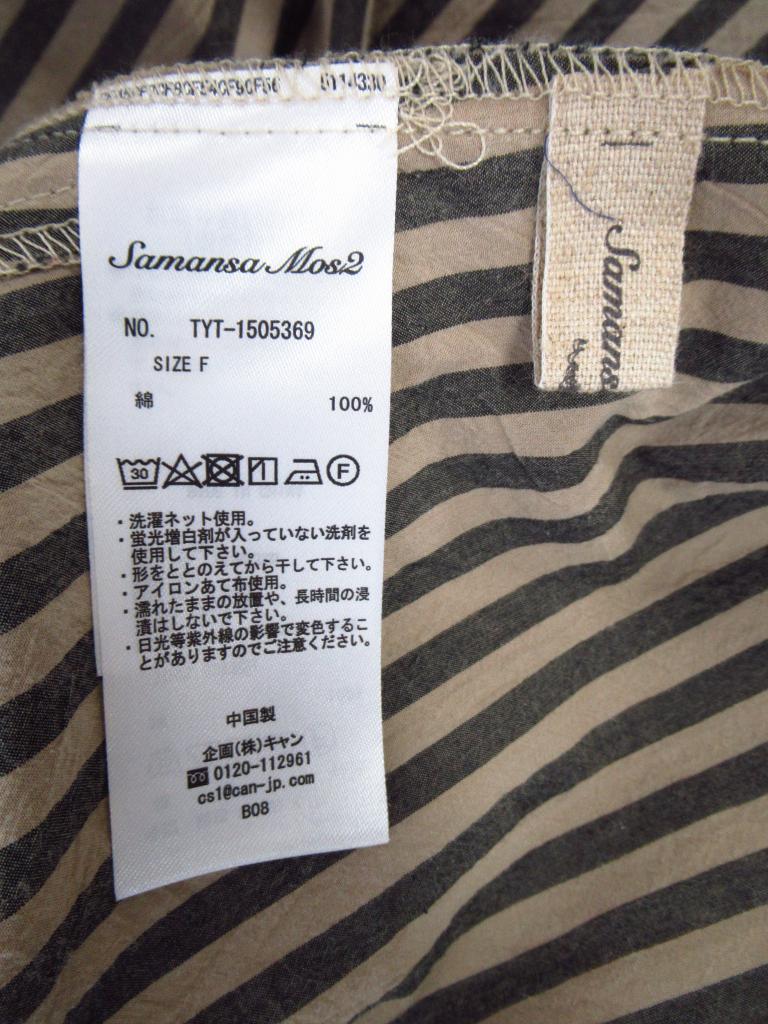 5114330
Samansa Mos2
NO. TYT-1505369
SIZE F
綿 100%
30 F
・洗濯ネット使用。
・蛍光増白剤が入っていない洗剤を
使用して下さい。
・形をととのえてから干して下さい。
・アイロンあて布使用。
・濡れたままの放置や、長時間の浸
漬はしないで下さい。
・日光等紫外線の影響で変色するこ
とがありますのでご注意ください。
中国製
企画(株)キャン
0120-112961
cs1@can-jp.com
B08
Samans